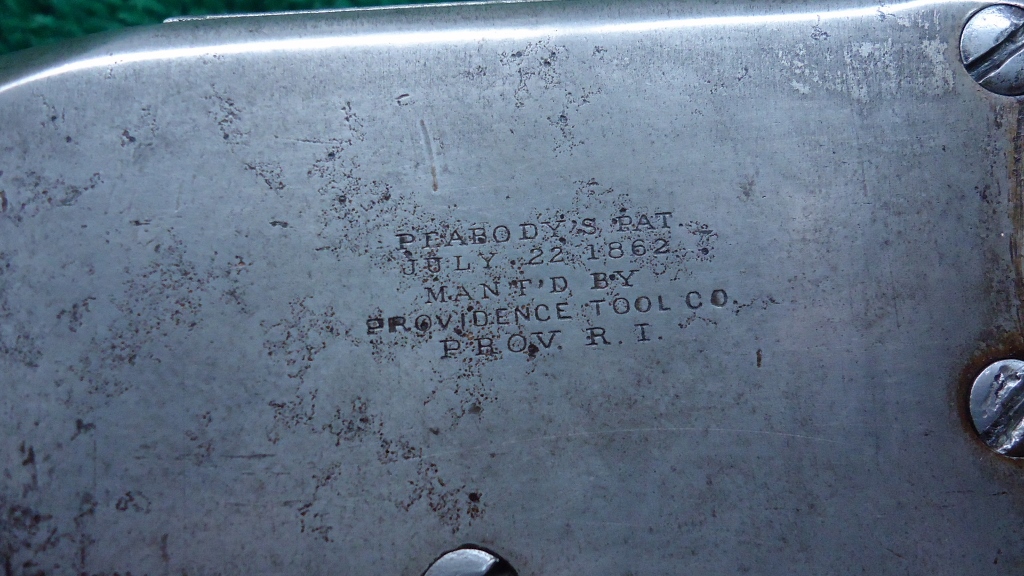 PEABODY'S PAT.
JULY 22 1862
MAN'F'D BY
PROVIDENCE TOOL CO.
PROV. R. I.